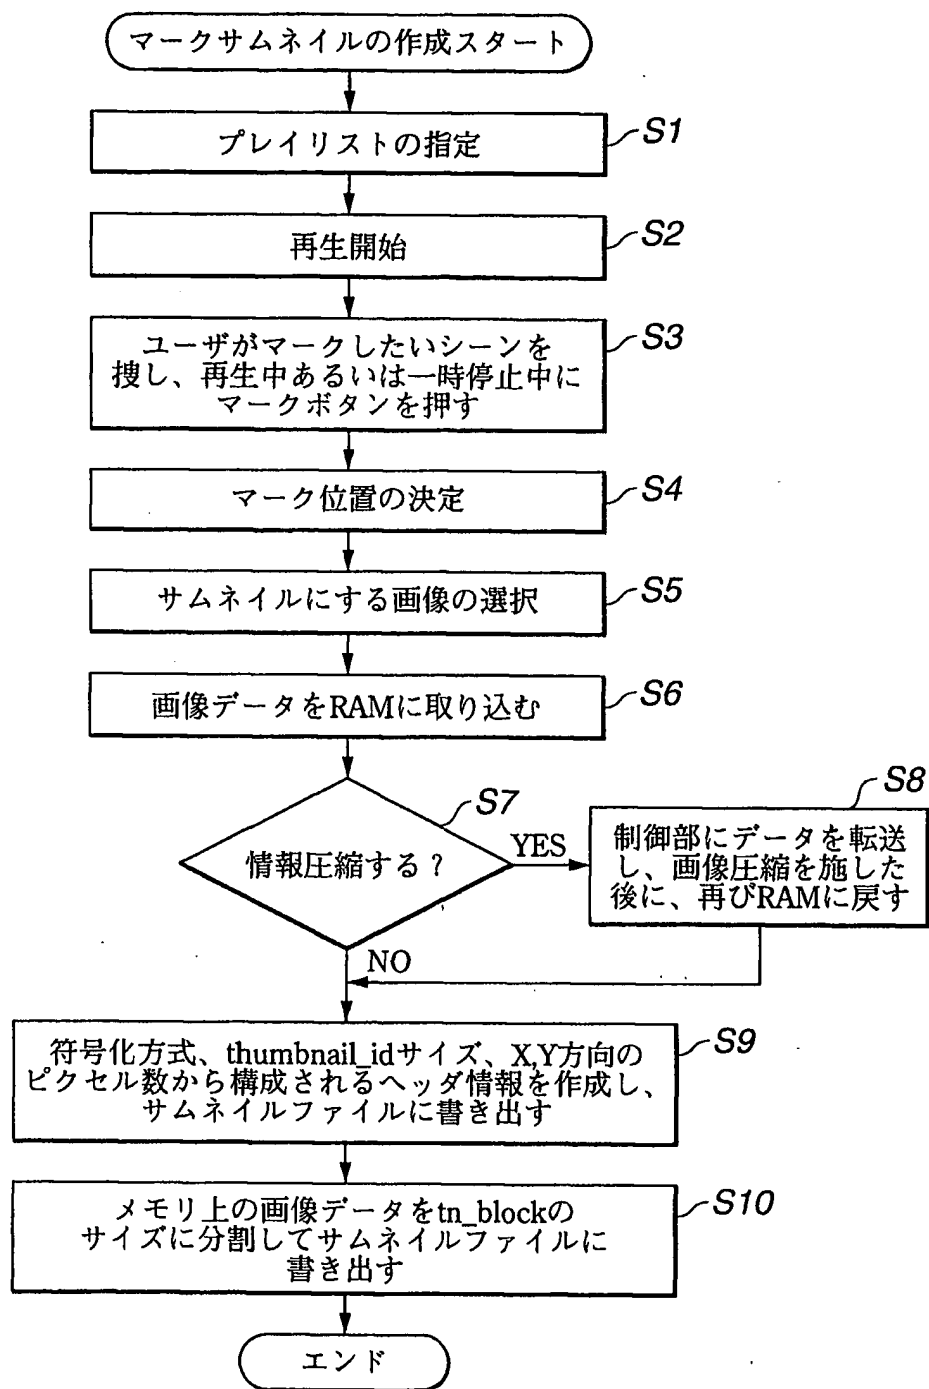 マークサムネイルの作成スタート
プレイリストの指定
S1
再生開始
S2
ユーザがマークしたいシーンを
捜し、再生中あるいは一時停止中に
マークボタンを押す
S3
マーク位置の決定
S4
サムネイルにする画像の選択
S5
画像データをRAMに取り込む
S6
情報圧縮する？
S7
YES
制御部にデータを転送
し、画像圧縮を施した
後に、再びRAMに戻す
S8
NO
符号化方式、thumbnail_idサイズ、X,Y方向の
ピクセル数から構成されるヘッダ情報を作成し、
サムネイルファイルに書き出す
S9
メモリ上の画像データをtn_blockの
サイズに分割してサムネイルファイルに
書き出す
S10
エンド